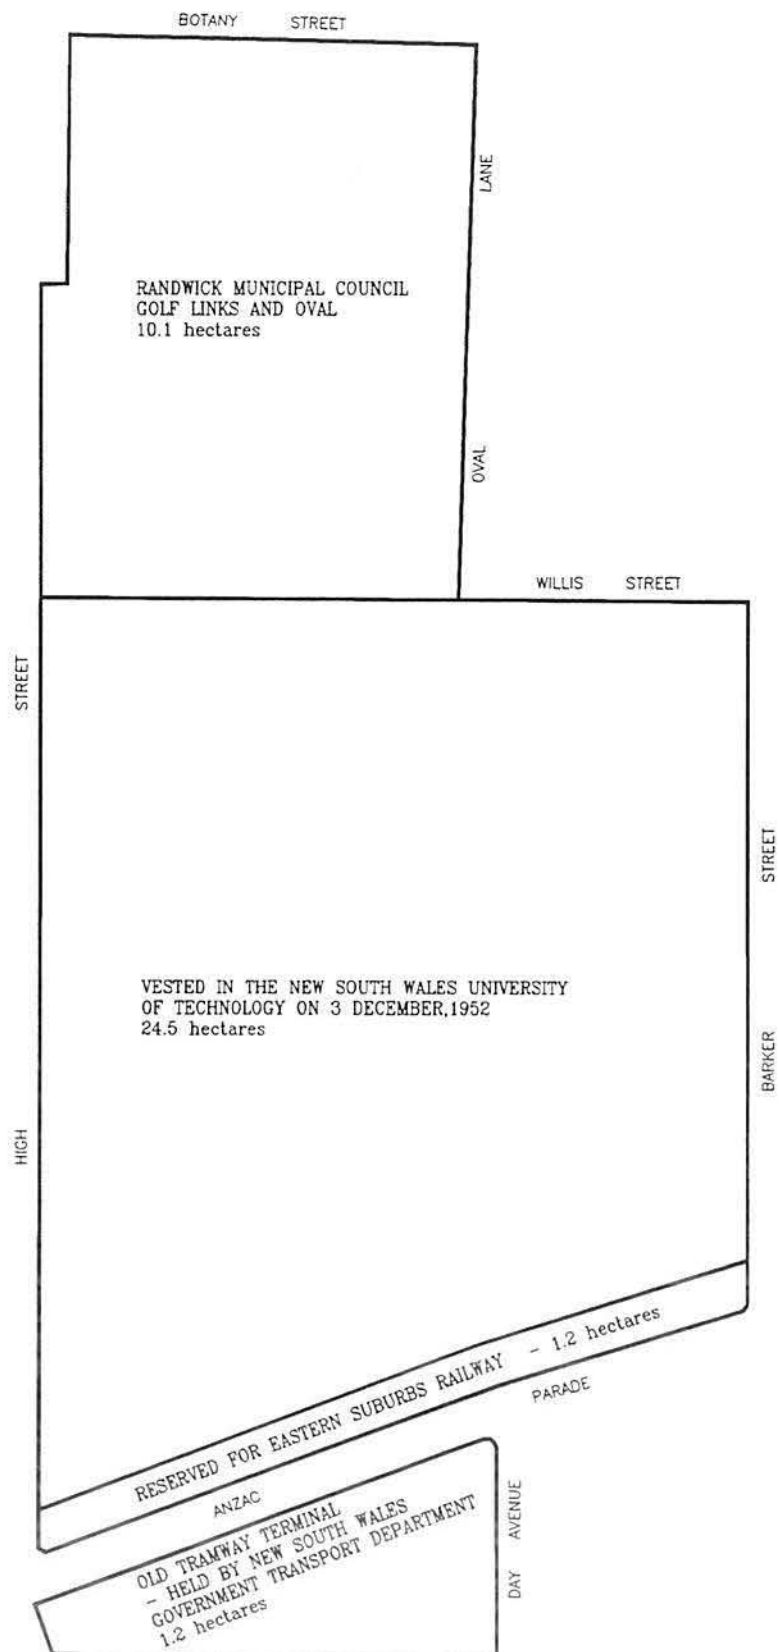 BOTANY STREET
LANE
RANDWICK MUNICIPAL COUNCIL
GOLF LINKS AND OVAL
10.1 hectares
OVAL
WILLIS STREET
STREET
STREET
VESTED IN THE NEW SOUTH WALES UNIVERSITY
OF TECHNOLOGY ON 3 DECEMBER,1952
24.5 hectares
BARKER
HIGH
RESERVED FOR EASTERN SUBURBS RAILWAY - 1.2 hectares
PARADE
ANZAC
OLD TRAMWAY TERMINAL
- HELD BY NEW SOUTH WALES
GOVERNMENT TRANSPORT DEPARTMENT
1.2 hectares
DAY AVENUE